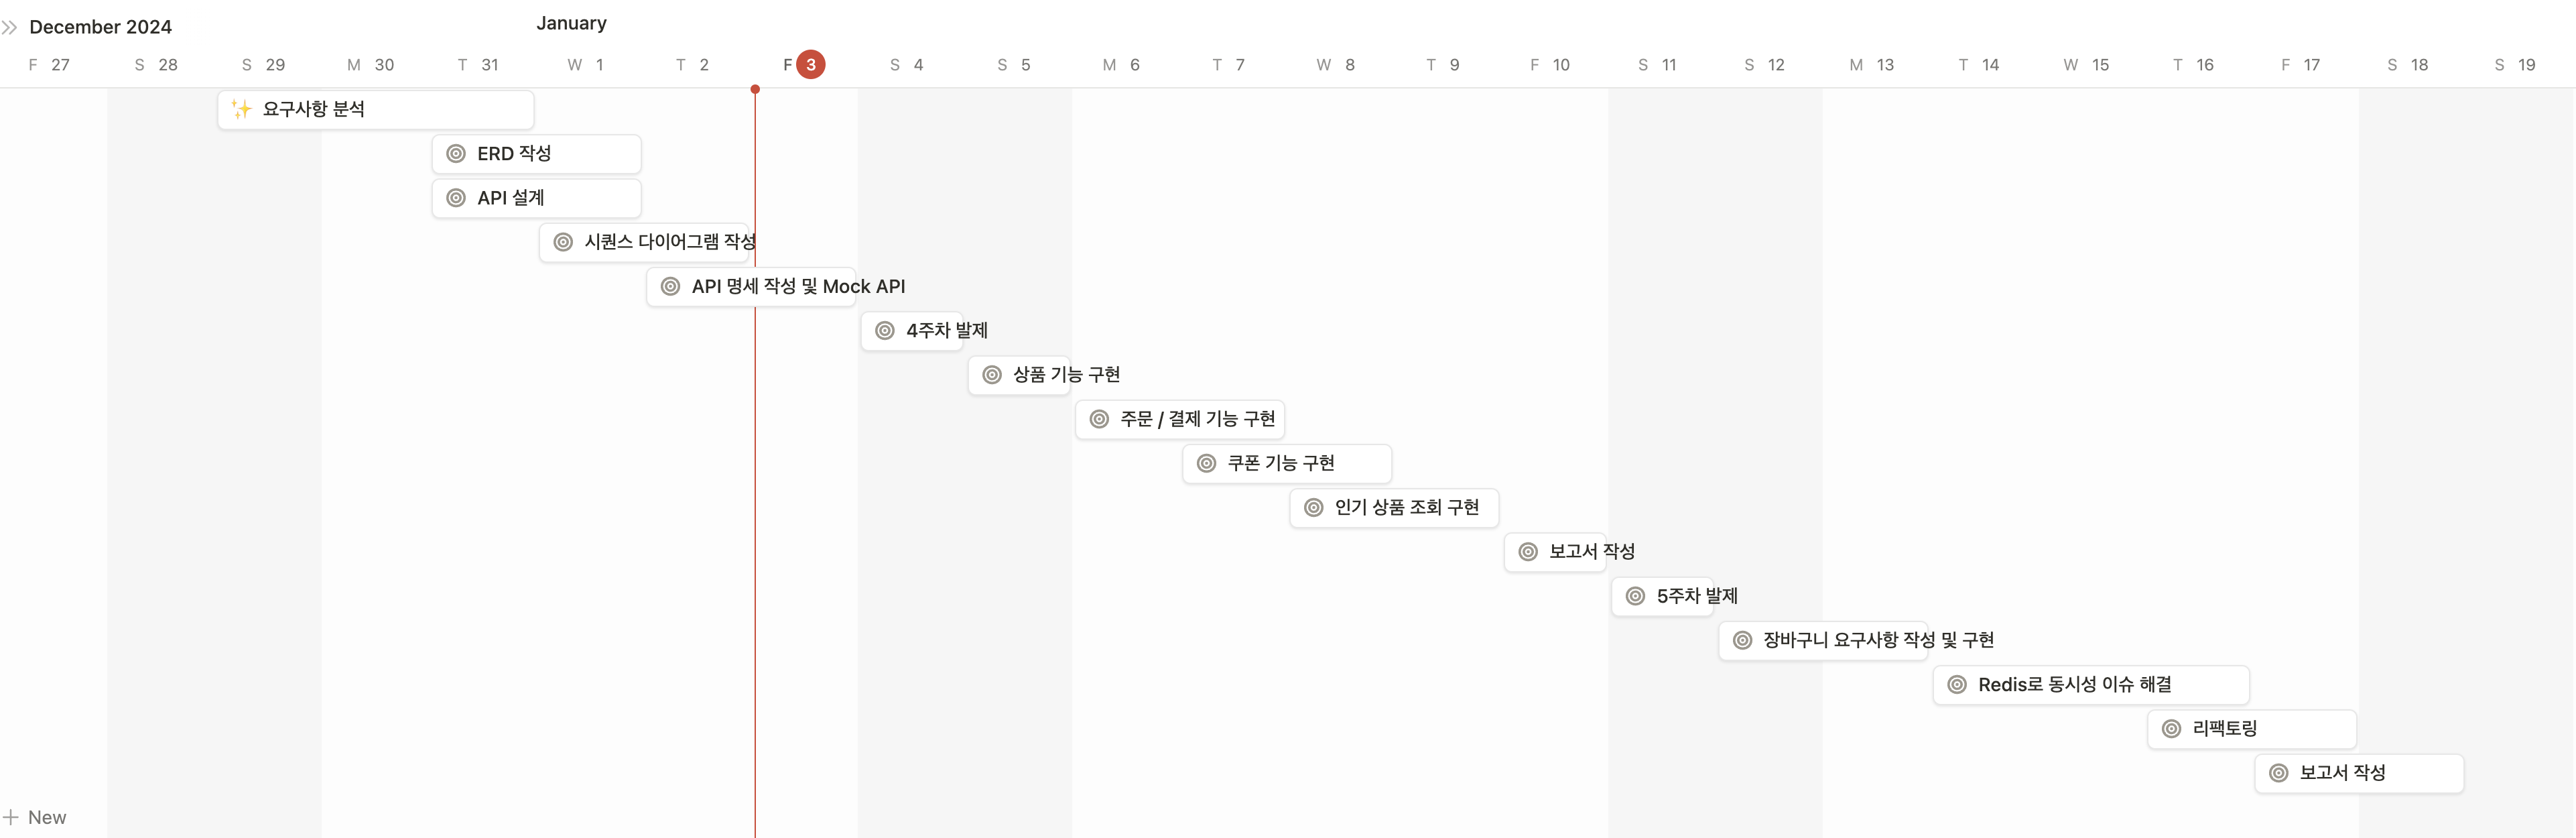 December 2024 January
F 27 S 28 S 29 M 30 T 31 W 1 T 2 F 3 S 4 S 5 M 6 T 7 W 8 T 9 F 10 S 11 S 12 M 13 T 14 W 15 T 16 F 17 S 18 S 19
✨ 요구사항 분석
ERD 작성
API 설계
시퀀스 다이어그램 작성
API 명세 작성 및 Mock API
4주차 발제
상품 기능 구현
주문 / 결제 기능 구현
쿠폰 기능 구현
인기 상품 조회 구현
보고서 작성
5주차 발제
장바구니 요구사항 작성 및 구현
Redis로 동시성 이슈 해결
리팩토링
보고서 작성
New